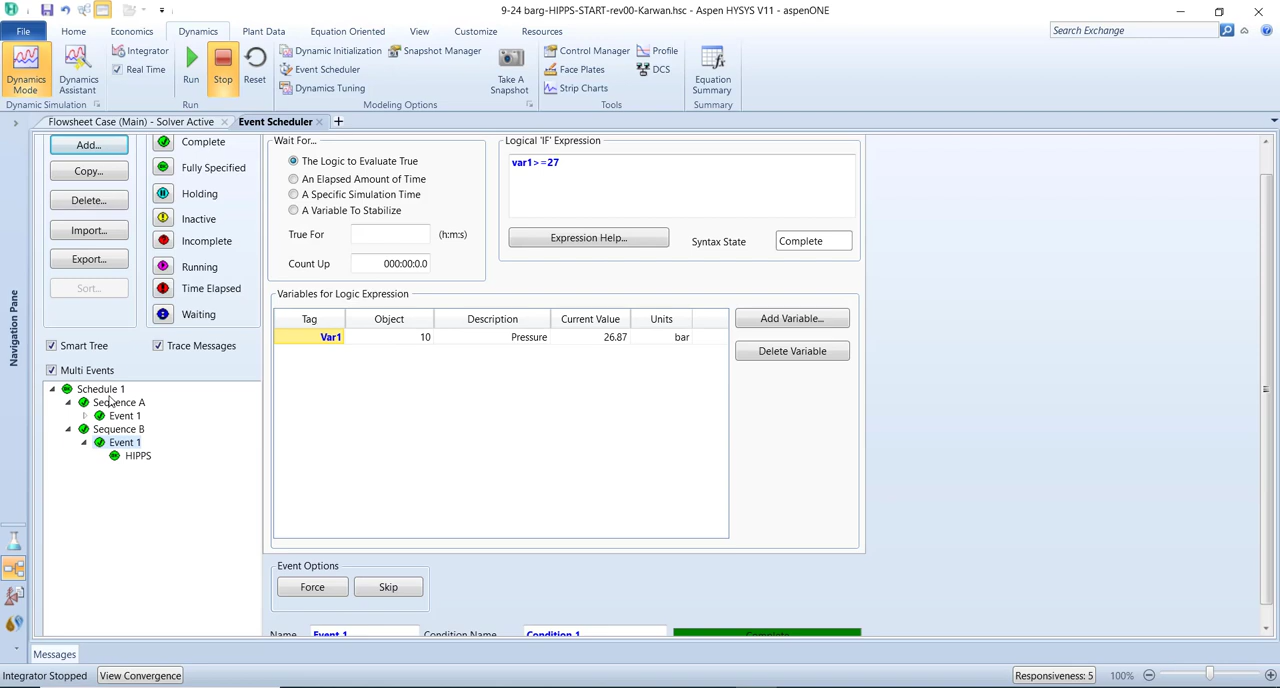 9-24 barg-HIPPS-START-rev00-Karwan.hsc - Aspen HYSYS V11 - aspenONE
File Home Economics Dynamics Plant Data Equation Oriented View Customize Resources Search Exchange
Dynamics Mode
Dynamics Assistant
Integrator
Real Time
Run
Stop
Reset
Dynamic Initialization
Snapshot Manager
Event Scheduler
Dynamics Tuning
Take A Snapshot
Control Manager
Profile
Face Plates
DCS
Strip Charts
Equation Summary
Dynamic Simulation Run Modeling Options Tools Summary
Flowsheet Case (Main) - Solver Active Event Scheduler
Navigation Pane
Add...
Copy...
Delete...
Import...
Export...
Sort...
Complete
Fully Specified
Holding
Inactive
Incomplete
Running
Time Elapsed
Waiting
Smart Tree Trace Messages
Multi Events
Schedule 1
Sequence A
Event 1
Sequence B
Event 1
HIPPS
Wait For...
The Logic to Evaluate True
An Elapsed Amount of Time
A Specific Simulation Time
A Variable To Stabilize
True For (h:m:s)
Count Up 000:00:0.0
Logical 'IF' Expression
var1>=27
Expression Help... Syntax State Complete
Variables for Logic Expression
Tag Object Description Current Value Units
Var1 10 Pressure 26.87 bar
Add Variable...
Delete Variable
Event Options
Force Skip
Name Event 1 Condition Name Condition 1 Complete
Messages
Integrator Stopped View Convergence Responsiveness: 5 100%